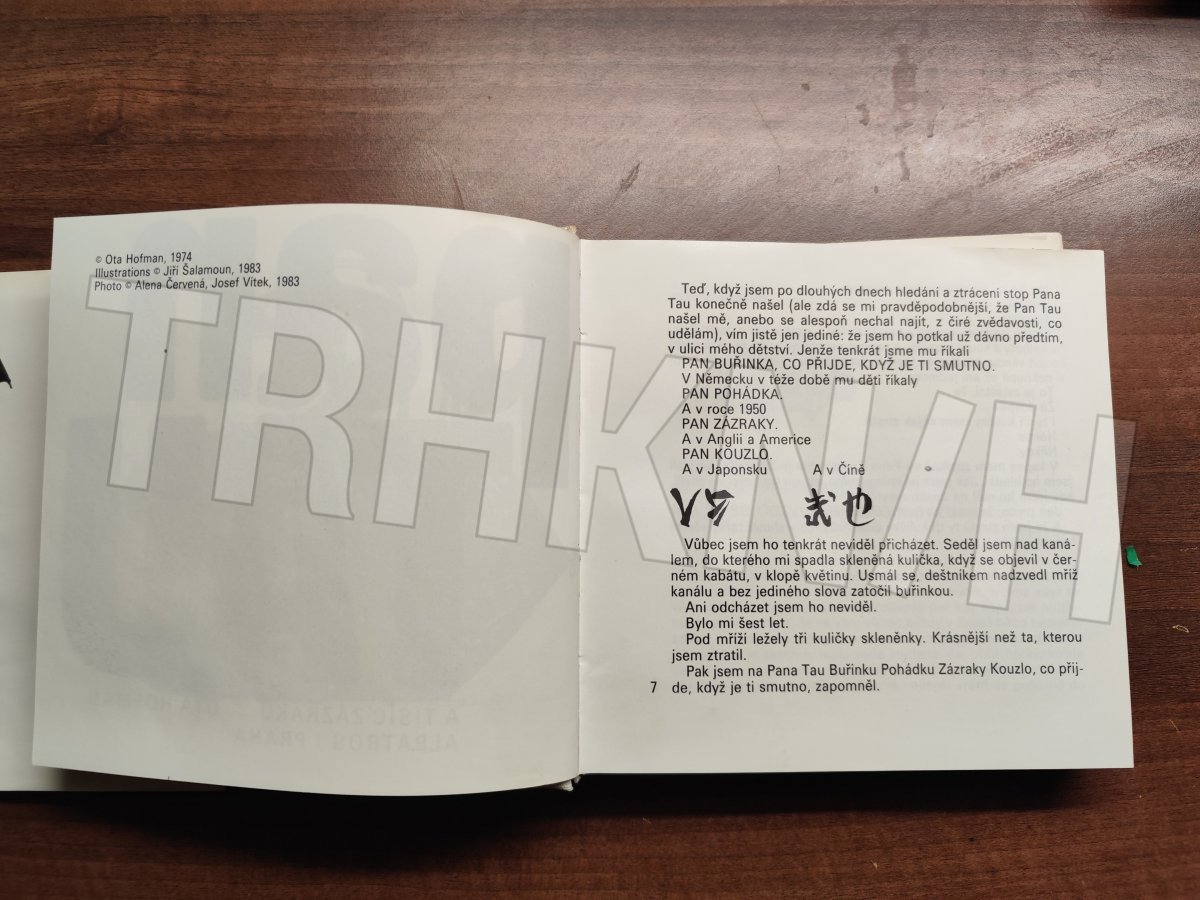 © Ota Hofman, 1974
Illustrations © Jiří Šalamoun, 1983
Photo © Alena Červená, Josef Vítek, 1983
Teď, když jsem po dlouhých dnech hledání a ztrácení stop Pana
Tau konečně našel (ale zdá se mi pravděpodobnější, že Pan Tau
našel mě, anebo se alespoň nechal najít, z čiré zvědavosti, co
udělám), vím jistě jen jediné: že jsem ho potkal už dávno předtím,
v ulici mého dětství. Jenže tenkrát jsme mu říkali
PAN BUŘINKA, CO PŘIJDE, KDYŽ JE TI SMUTNO.
V Německu v téže době mu děti říkaly
PAN POHÁDKA.
A v roce 1950
PAN ZÁZRAKY.
A v Anglii a Americe
PAN KOUZLO.
A v Japonsku A v Číně
Vůbec jsem ho tenkrát neviděl přicházet. Seděl jsem nad kaná-
lem, do kterého mi spadla skleněná kulička, když se objevil v čer-
ném kabátu, v klopě květinu. Usmál se, deštníkem nadzvedl mříž
kanálu a bez jediného slova zatočil buřinkou.
Ani odcházet jsem ho neviděl.
Bylo mi šest let.
Pod mříží ležely tři kuličky skleněnky. Krásnější než ta, kterou
jsem ztratil.
Pak jsem na Pana Tau Buřinku Pohádku Zázraky Kouzlo, co přij-
7 de, když je ti smutno, zapomněl.
A TISÍC ZÁZRAKŮ OTA HOFMAN
ALBATROS / PRAHA
TRHKNIH